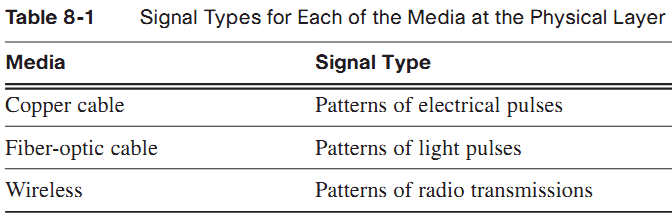 Table 8-1 Signal Types for Each of the Media at the Physical Layer
Media Signal Type
Copper cable Patterns of electrical pulses
Fiber-optic cable Patterns of light pulses
Wireless Patterns of radio transmissions